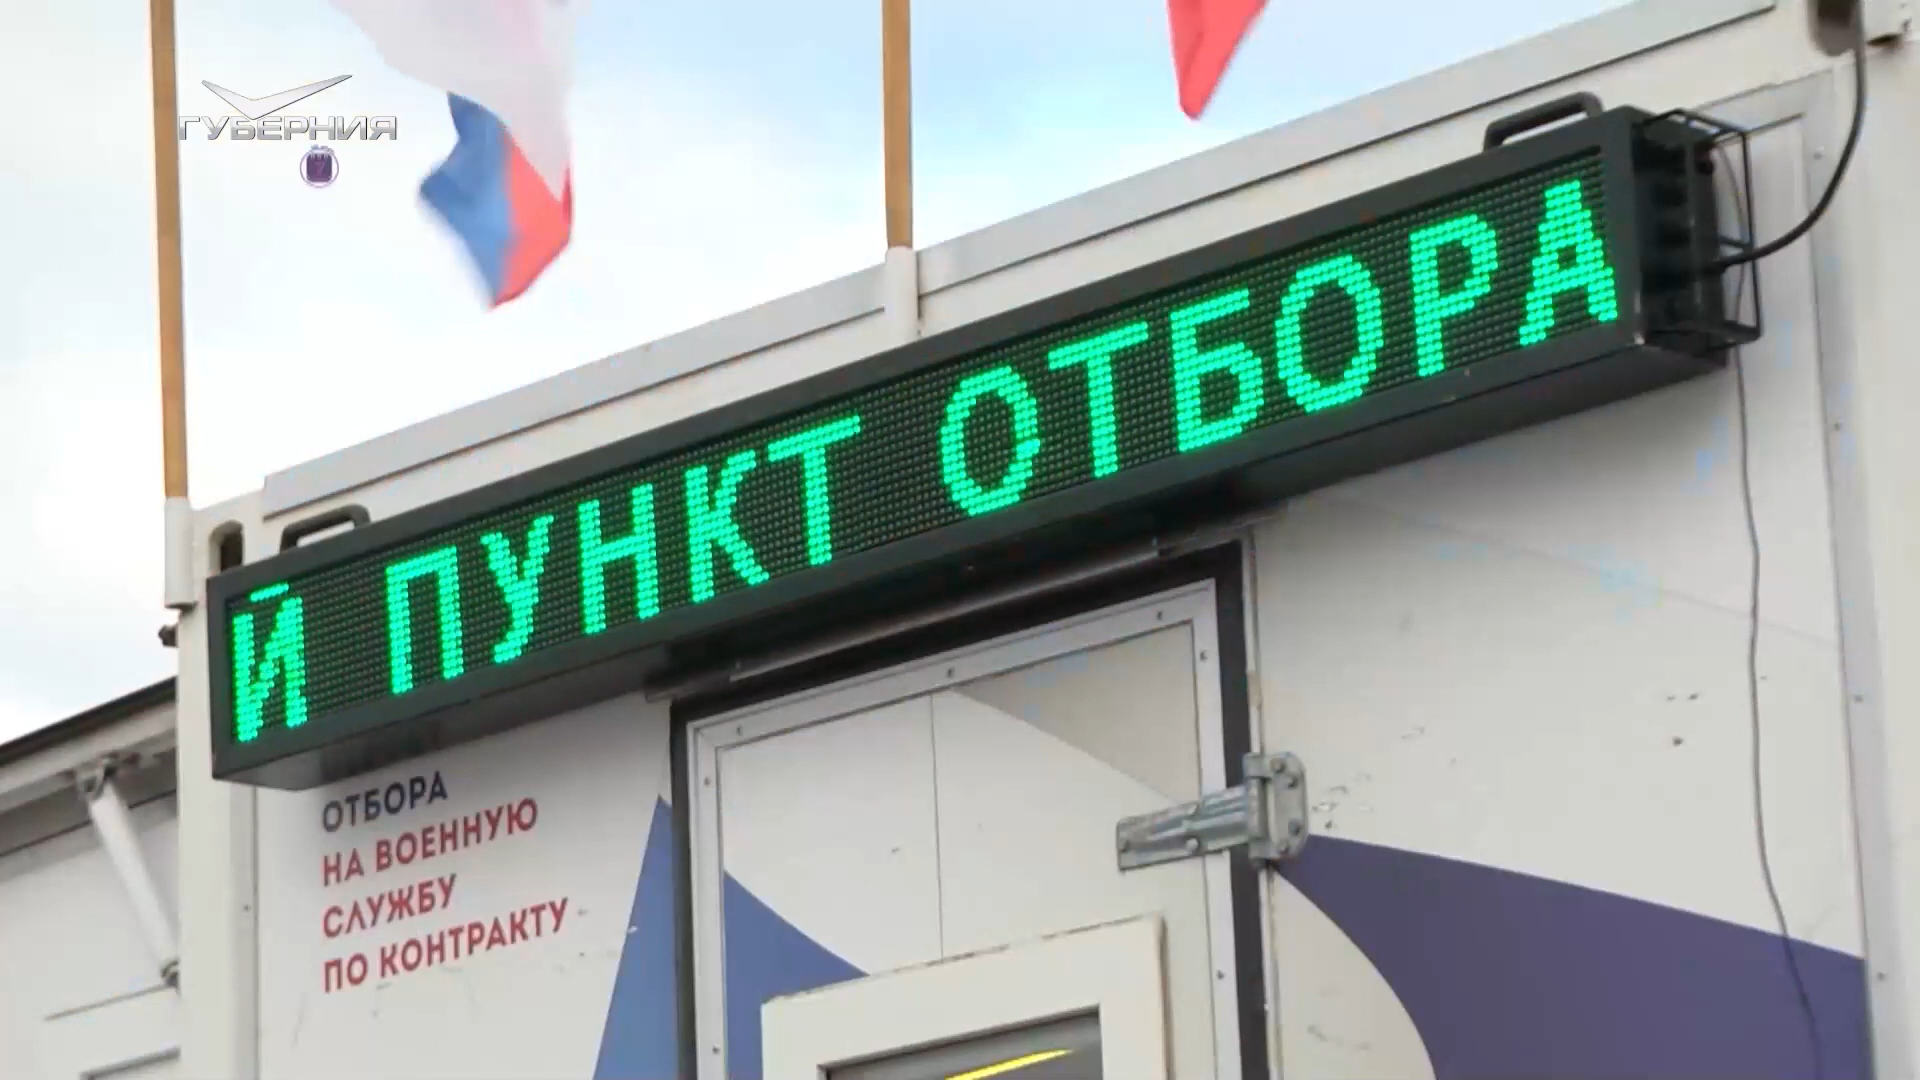 ГУБЕРНИЯ
Й ПУНКТ ОТБОРА
ОТБОРА
НА ВОЕННУЮ
СЛУЖБУ
ПО КОНТРАКТУ